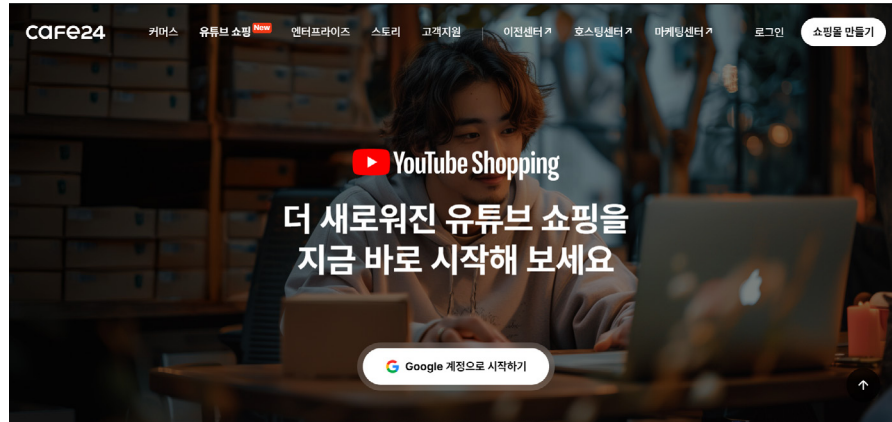 CAFE24
커머스 유튜브 쇼핑 New 엔터프라이즈 스토리 고객지원 이전센터↗ 호스팅센터↗ 마케팅센터↗ 로그인 쇼핑몰 만들기
YouTube Shopping
더 새로워진 유튜브 쇼핑을
지금 바로 시작해 보세요
Google 계정으로 시작하기